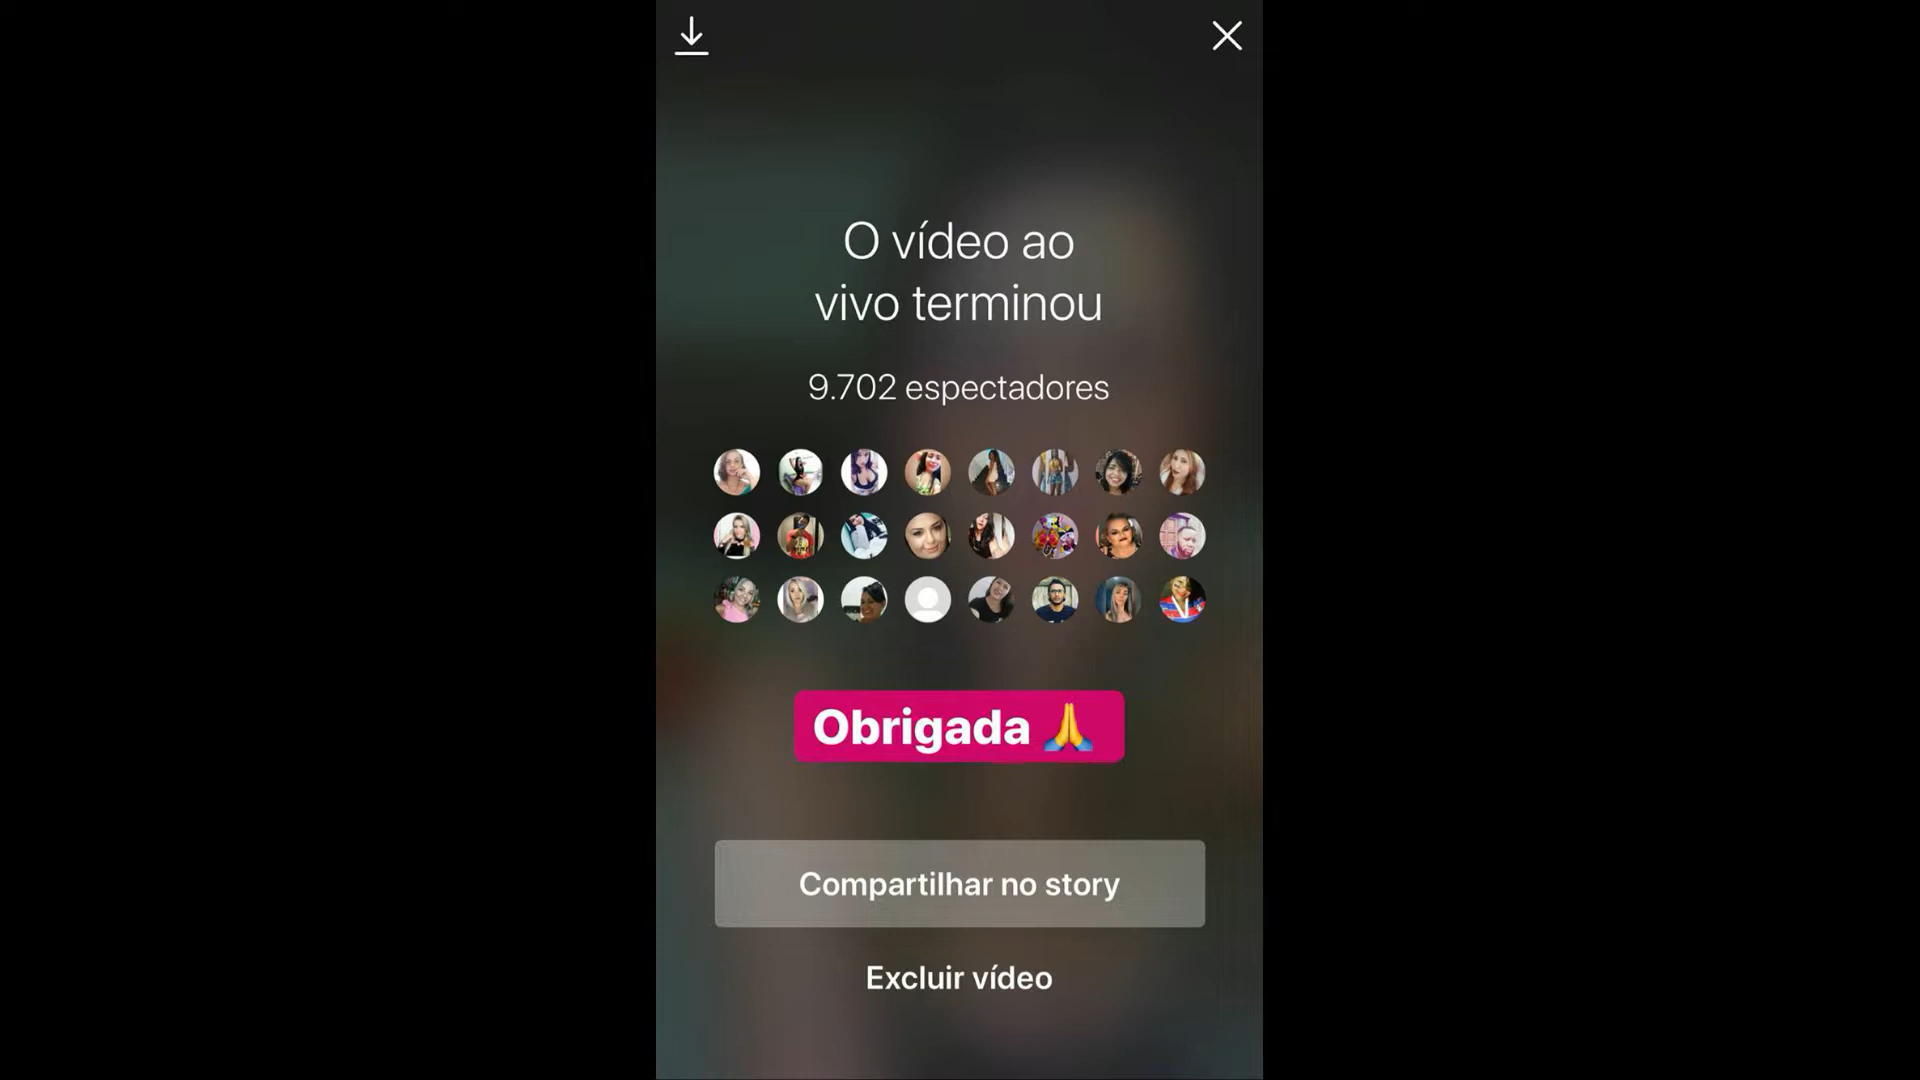 O vídeo ao
vivo terminou
9.702 espectadores
Obrigada 🙏
Compartilhar no story
Excluir vídeo